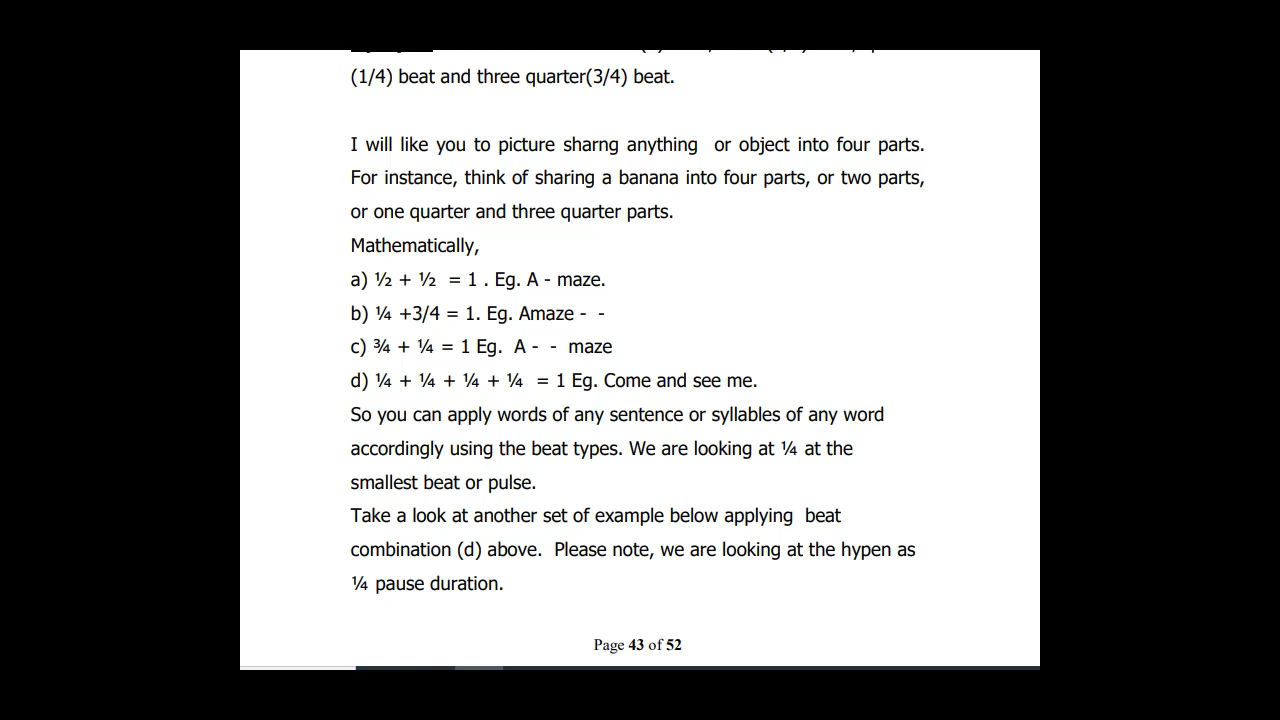 (1/4) beat and three quarter(3/4) beat.
I will like you to picture sharng anything or object into four parts.
For instance, think of sharing a banana into four parts, or two parts,
or one quarter and three quarter parts.
Mathematically,
a) ½ + ½ = 1 . Eg. A - maze.
b) ¼ +3/4 = 1. Eg. Amaze - -
c) ¾ + ¼ = 1 Eg. A - - maze
d) ¼ + ¼ + ¼ + ¼ = 1 Eg. Come and see me.
So you can apply words of any sentence or syllables of any word
accordingly using the beat types. We are looking at ¼ at the
smallest beat or pulse.
Take a look at another set of example below applying beat
combination (d) above. Please note, we are looking at the hypen as
¼ pause duration.
Page 43 of 52